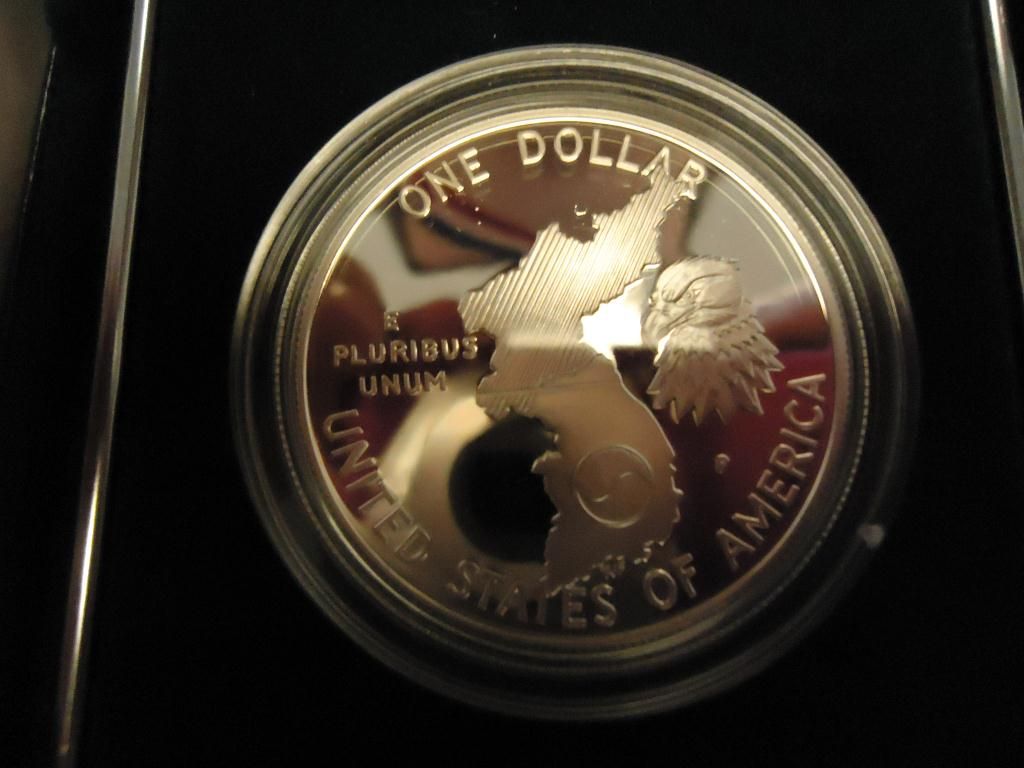 ONE DOLLAR
E
PLURIBUS
UNUM
UNITED STATES OF AMERICA